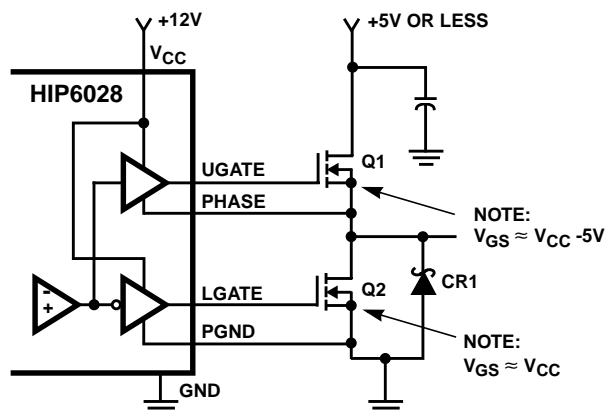 +12V
+5V OR LESS
VCC
HIP6028
UGATE
Q1
PHASE
NOTE:
VGS ≈ VCC -5V
- +
LGATE
Q2
CR1
PGND
NOTE:
VGS ≈ VCC
GND